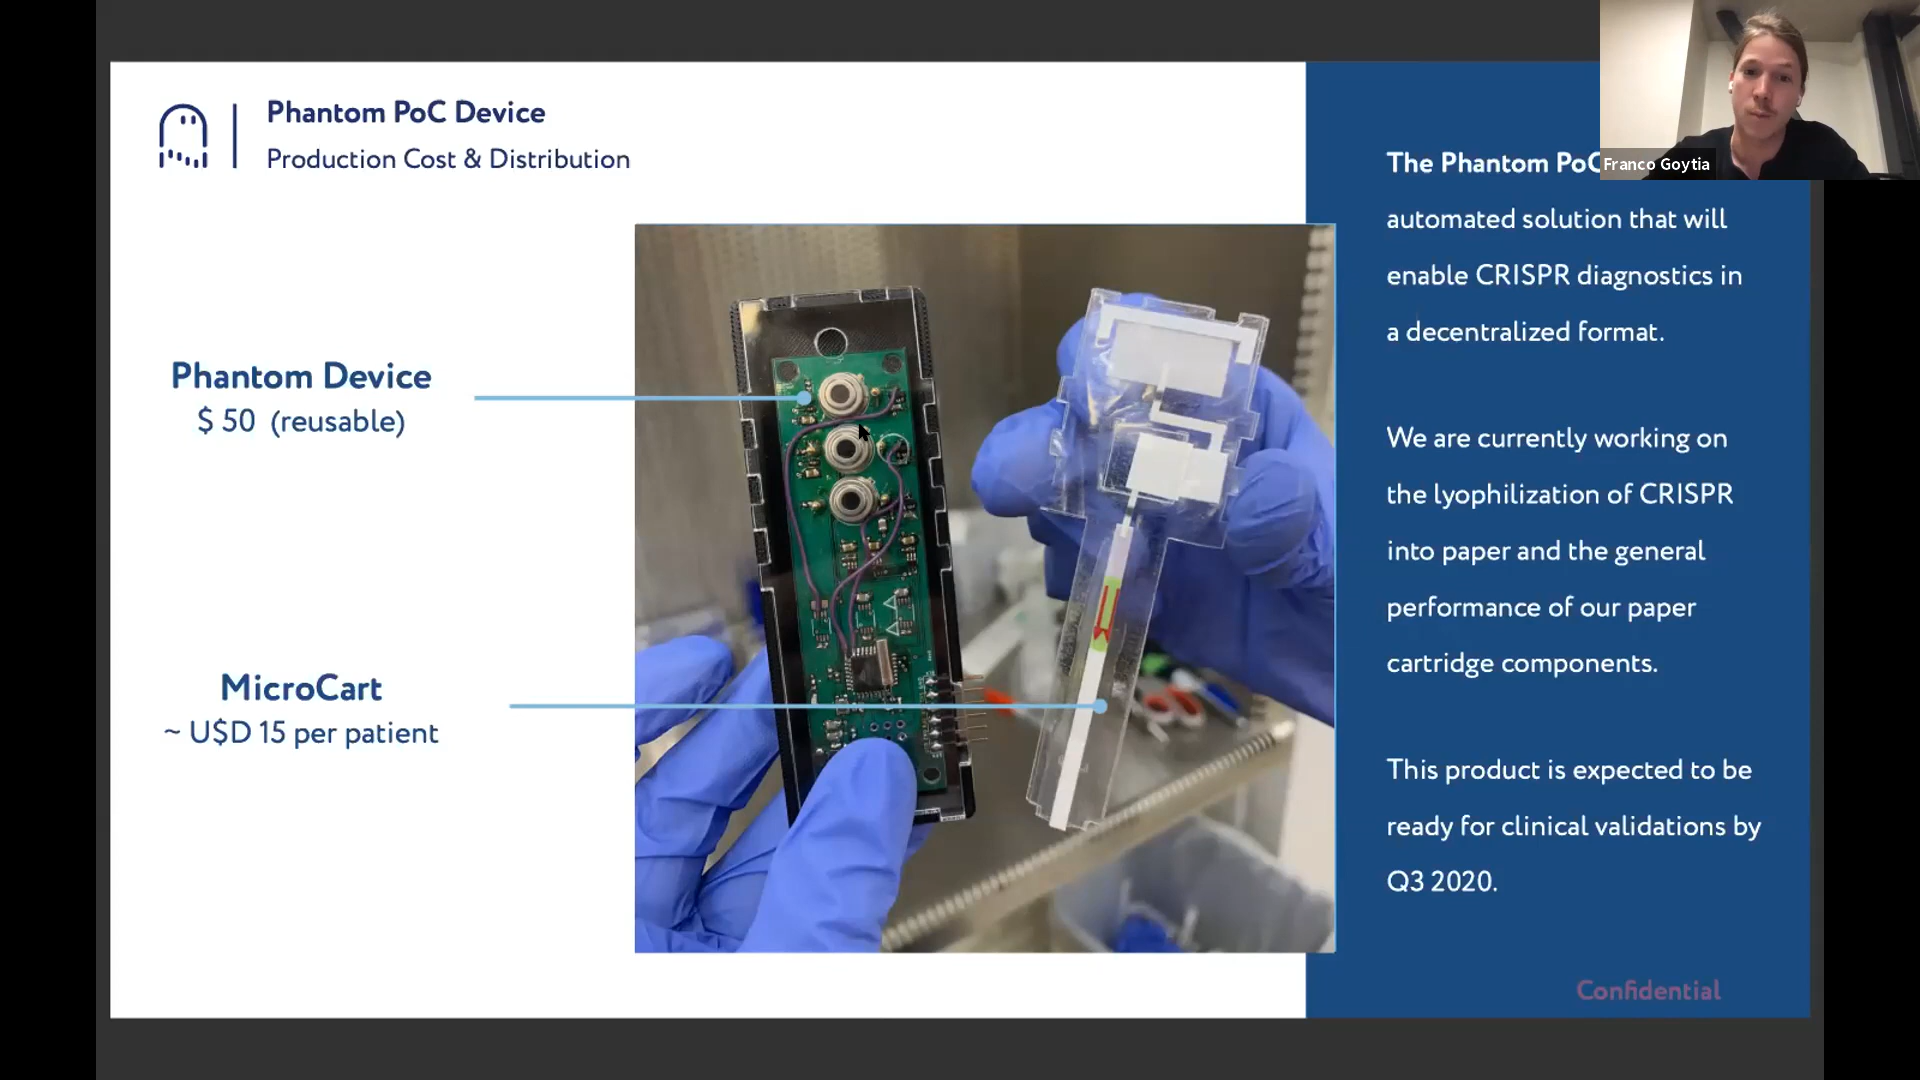 Phantom PoC Device
Production Cost & Distribution
Phantom Device
$ 50 (reusable)
MicroCart
~ U$D 15 per patient
The Phantom PoC
automated solution that will
enable CRISPR diagnostics in
a decentralized format.
We are currently working on
the lyophilization of CRISPR
into paper and the general
performance of our paper
cartridge components.
This product is expected to be
ready for clinical validations by
Q3 2020.
Confidential
Franco Goytia